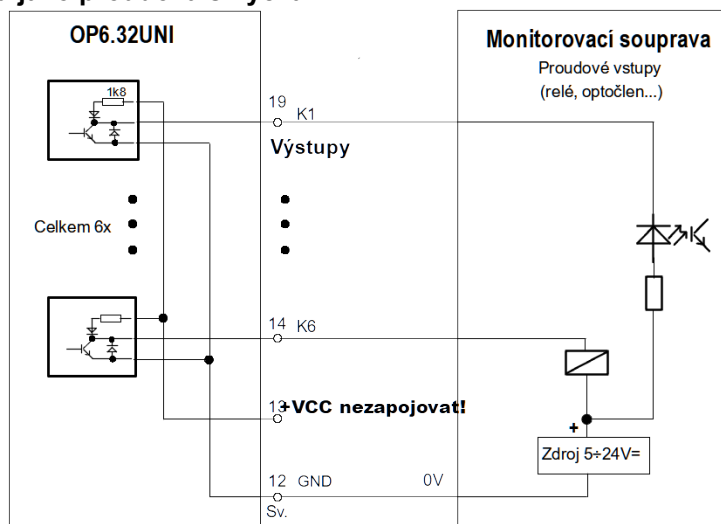 OP6.32UNI
Monitorovací souprava
Proudové vstupy
(relé, optočlen...)
1k8
19 K1
Výstupy
Celkem 6x
14 K6
13 +VCC nezapojovat!
+
Zdroj 5÷24V=
12 GND 0V
Sv.